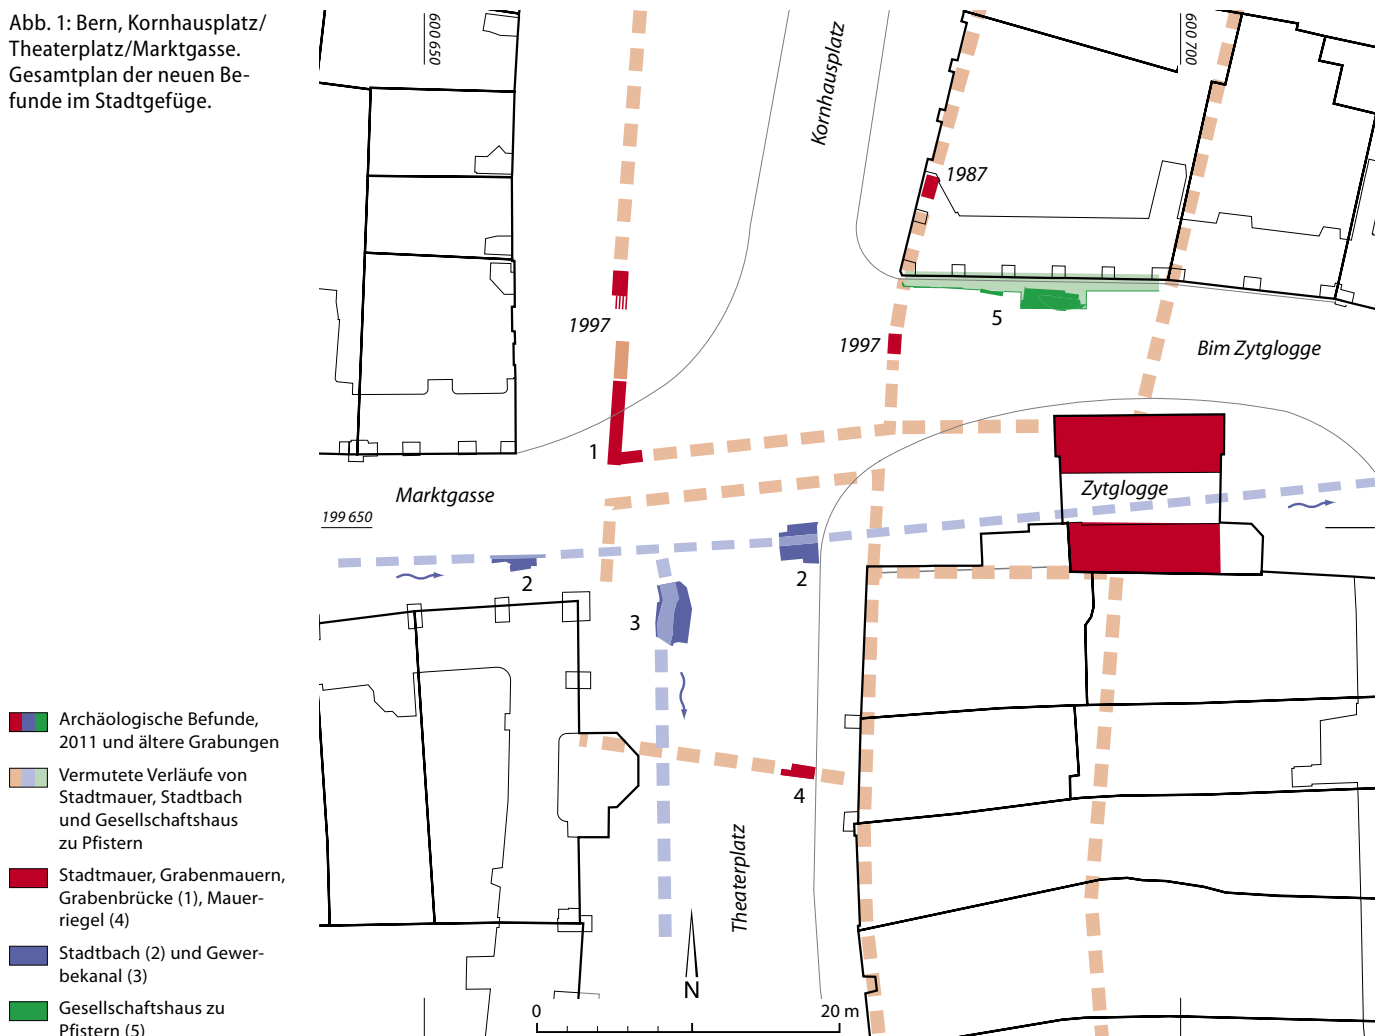 Abb. 1: Bern, Kornhausplatz/
Theaterplatz/Marktgasse.
Gesamtplan der neuen Be-
funde im Stadtgefüge.
600 650
Kornhausplatz
600 700
1987
1997
1997
5
Bim Zytglogge
1
Marktgasse
Zytglogge
199 650
2
2
3
4
Theaterplatz
Archäologische Befunde,
2011 und ältere Grabungen
Vermutete Verläufe von
Stadtmauer, Stadtbach
und Gesellschaftshaus
zu Pfistern
Stadtmauer, Grabenmauern,
Grabenbrücke (1), Mauer-
riegel (4)
Stadtbach (2) und Gewer-
bekanal (3)
Gesellschaftshaus zu
Pfistern (5)
N
0
20 m